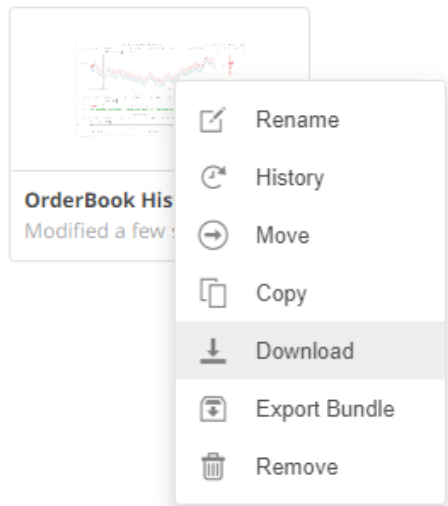 Rename
History
OrderBook His
Move
Modified a few
Copy
Download
Export Bundle
Remove